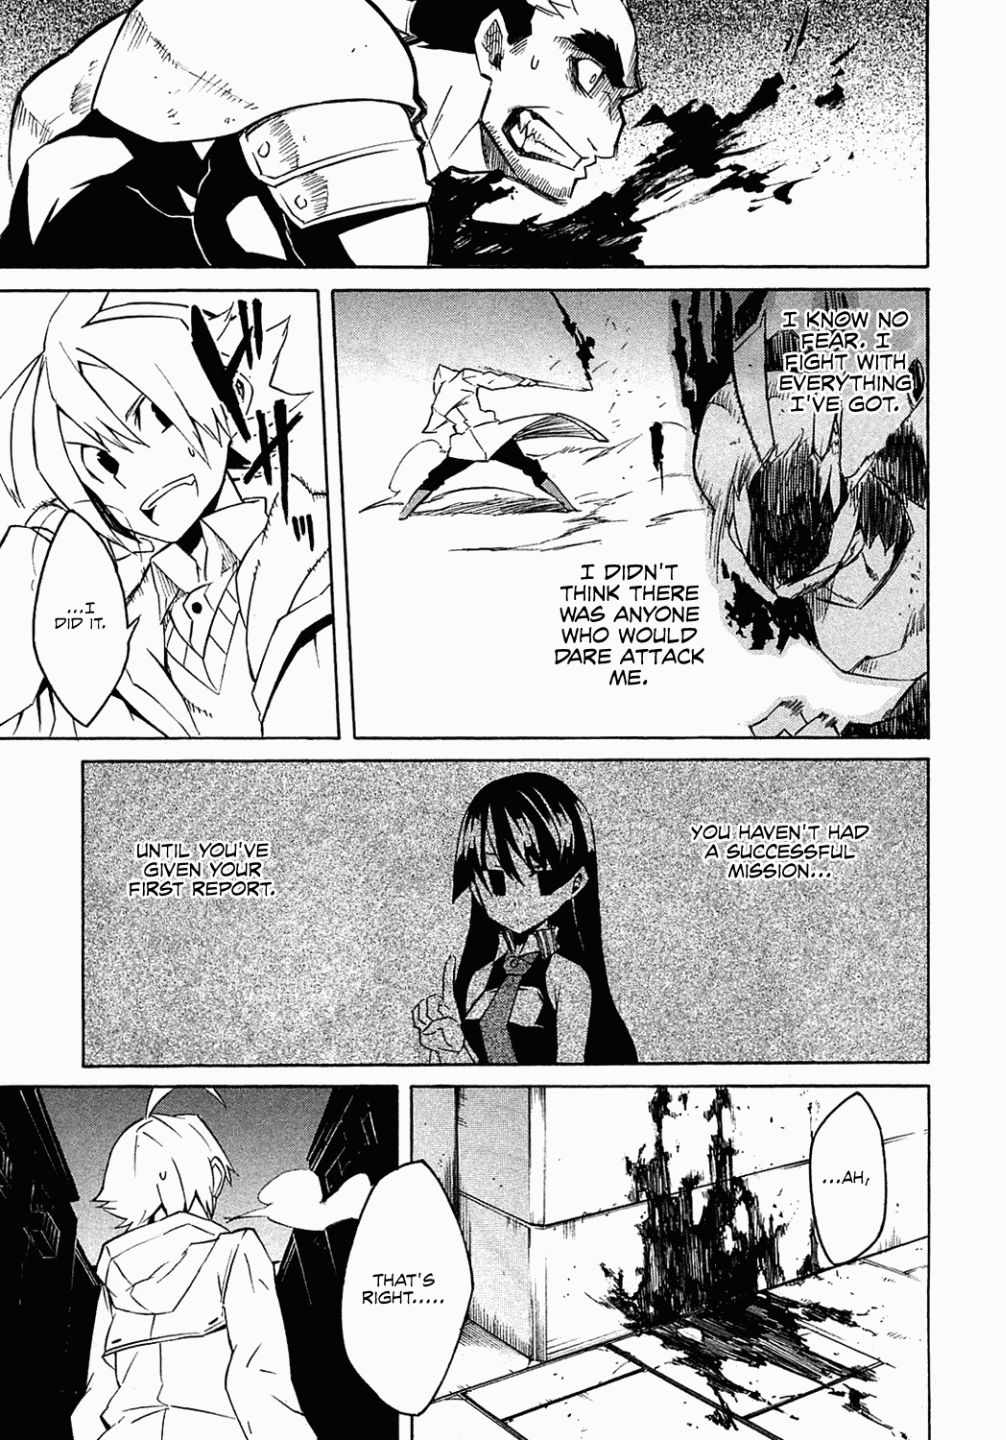 I KNOW NO
FEAR. I
FIGHT WITH
EVERYTHING
I'VE GOT.
I DIDN'T
THINK THERE
WAS ANYONE
WHO WOULD
DARE ATTACK
ME.
...I
DID IT.
YOU HAVEN'T HAD
A SUCCESSFUL
MISSION...
UNTIL YOU'VE
GIVEN YOUR
FIRST REPORT.
...AH,
THAT'S
RIGHT.....